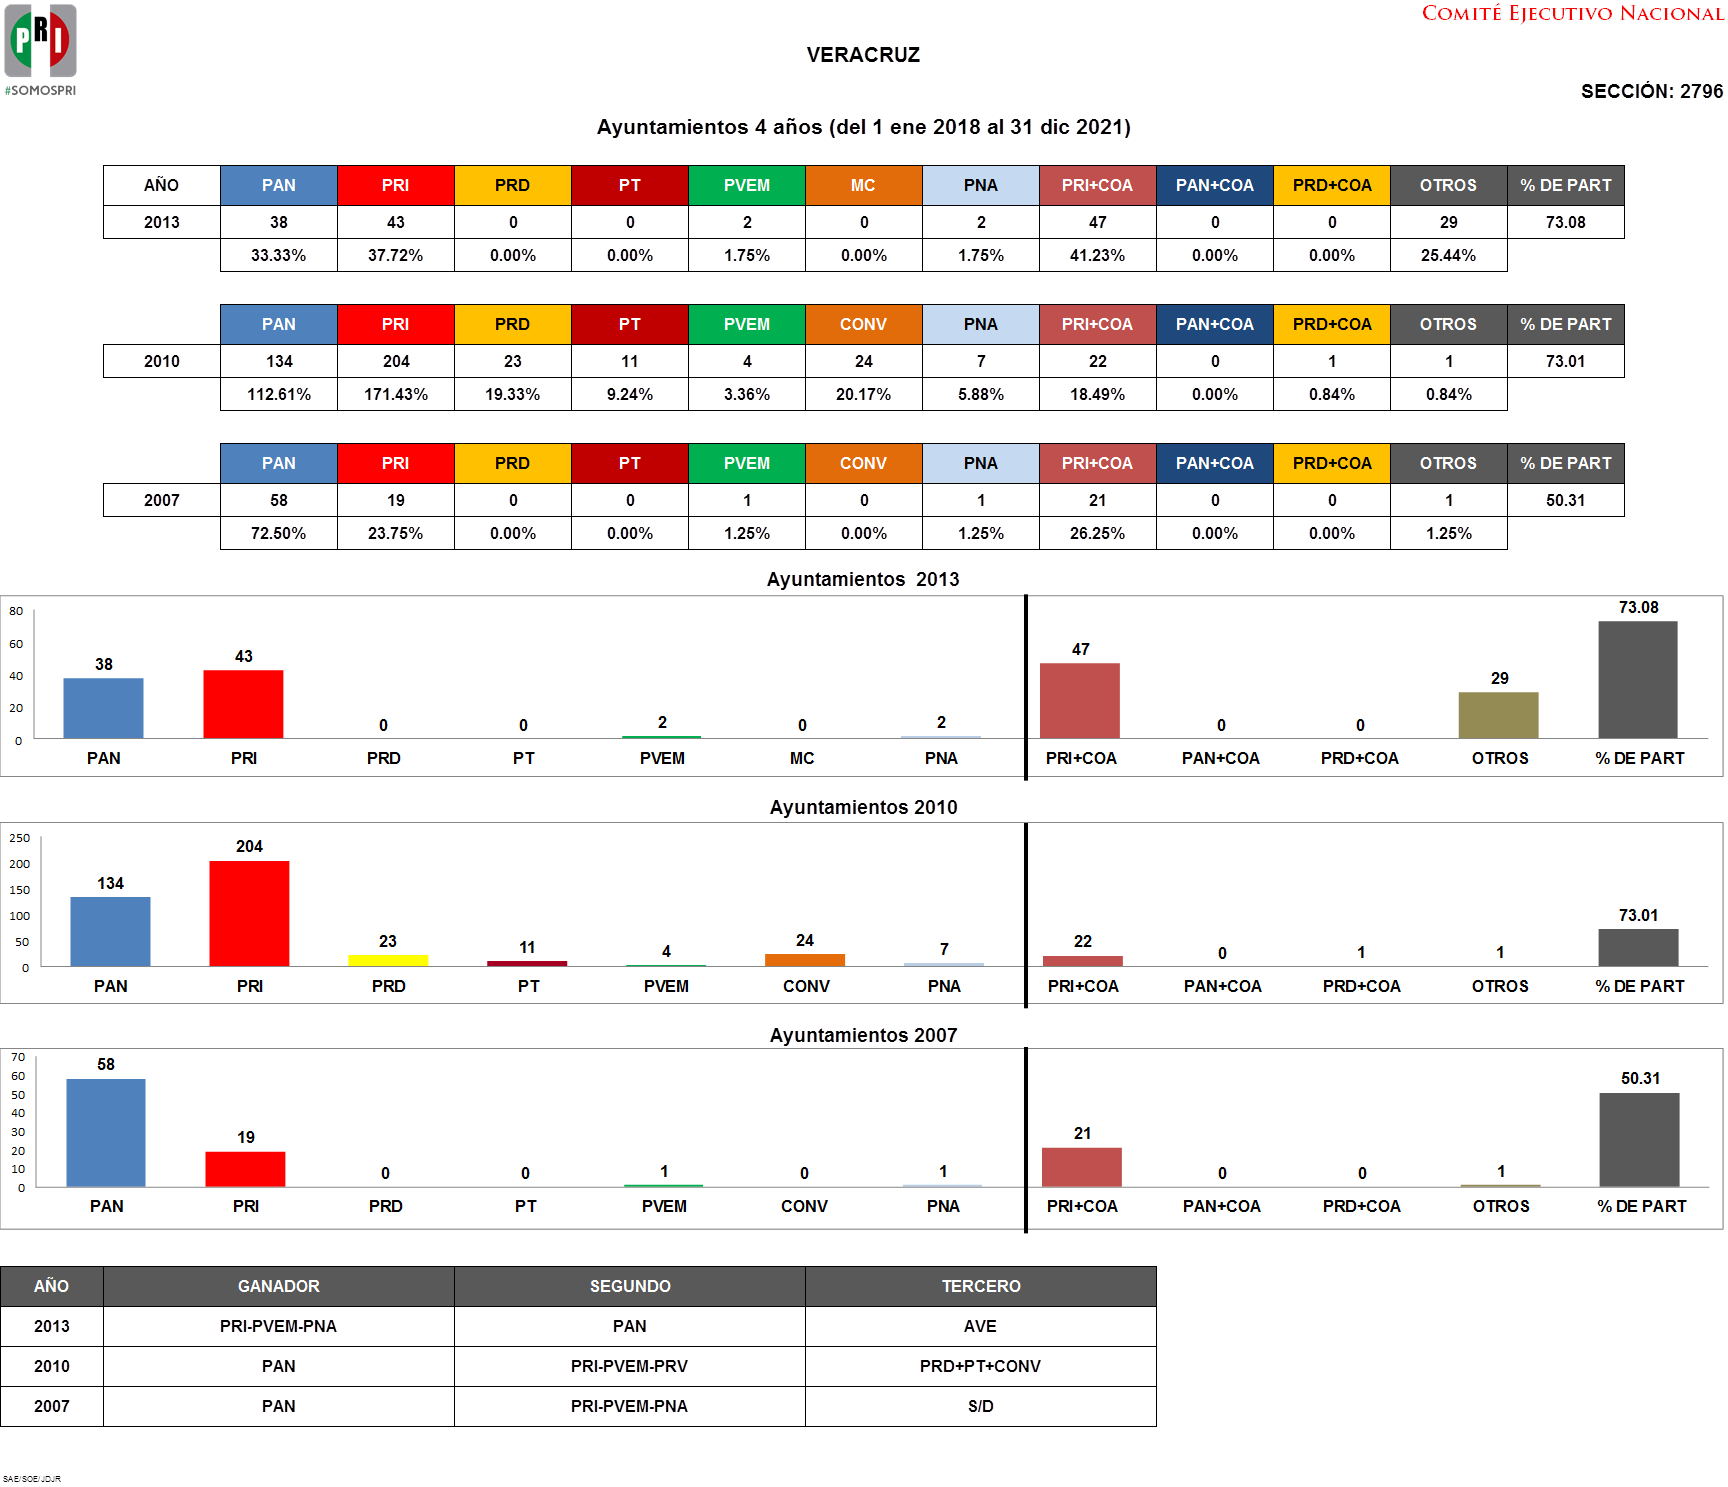 PRI
#SOMOSPRI
COMITÉ EJECUTIVO NACIONAL
VERACRUZ
SECCIÓN: 2796
Ayuntamientos 4 años (del 1 ene 2018 al 31 dic 2021)
AÑO PAN PRI PRD PT PVEM MC PNA PRI+COA PAN+COA PRD+COA OTROS % DE PART
2013 38 43 0 0 2 0 2 47 0 0 29 73.08
33.33% 37.72% 0.00% 0.00% 1.75% 0.00% 1.75% 41.23% 0.00% 0.00% 25.44%
PAN PRI PRD PT PVEM CONV PNA PRI+COA PAN+COA PRD+COA OTROS % DE PART
2010 134 204 23 11 4 24 7 22 0 1 1 73.01
112.61% 171.43% 19.33% 9.24% 3.36% 20.17% 5.88% 18.49% 0.00% 0.84% 0.84%
PAN PRI PRD PT PVEM CONV PNA PRI+COA PAN+COA PRD+COA OTROS % DE PART
2007 58 19 0 0 1 0 1 21 0 0 1 50.31
72.50% 23.75% 0.00% 0.00% 1.25% 0.00% 1.25% 26.25% 0.00% 0.00% 1.25%
Ayuntamientos 2013
80
60
40
20
0
38 43 0 0 2 0 2 47 0 0 29 73.08
PAN PRI PRD PT PVEM MC PNA PRI+COA PAN+COA PRD+COA OTROS % DE PART
Ayuntamientos 2010
250
200
150
100
50
0
134 204 23 11 4 24 7 22 0 1 1 73.01
PAN PRI PRD PT PVEM CONV PNA PRI+COA PAN+COA PRD+COA OTROS % DE PART
Ayuntamientos 2007
70
60
50
40
30
20
10
0
58 19 0 0 1 0 1 21 0 0 1 50.31
PAN PRI PRD PT PVEM CONV PNA PRI+COA PAN+COA PRD+COA OTROS % DE PART
AÑO GANADOR SEGUNDO TERCERO
2013 PRI-PVEM-PNA PAN AVE
2010 PAN PRI-PVEM-PRV PRD+PT+CONV
2007 PAN PRI-PVEM-PNA S/D
SAE/SOE/JDJR